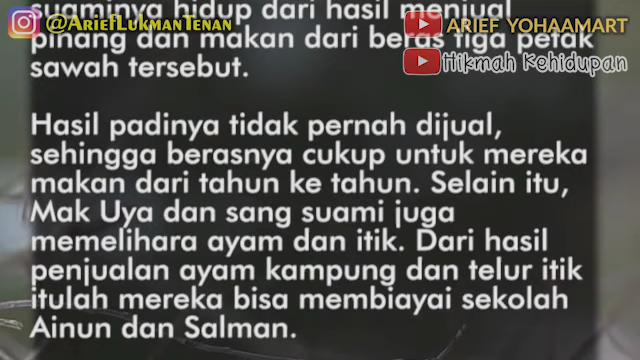 suaminya hidup dari hasil menjual
@AriefLukmanTenan
ARIEF YOHAAMART
pinang dan makan dari beras tiga petak
Hikmah Kehidupan
sawah tersebut.
Hasil padinya tidak pernah dijual,
sehingga berasnya cukup untuk mereka
makan dari tahun ke tahun. Selain itu,
Mak Uya dan sang suami juga
memelihara ayam dan itik. Dari hasil
penjualan ayam kampung dan telur itik
itulah mereka bisa membiayai sekolah
Ainun dan Salman.